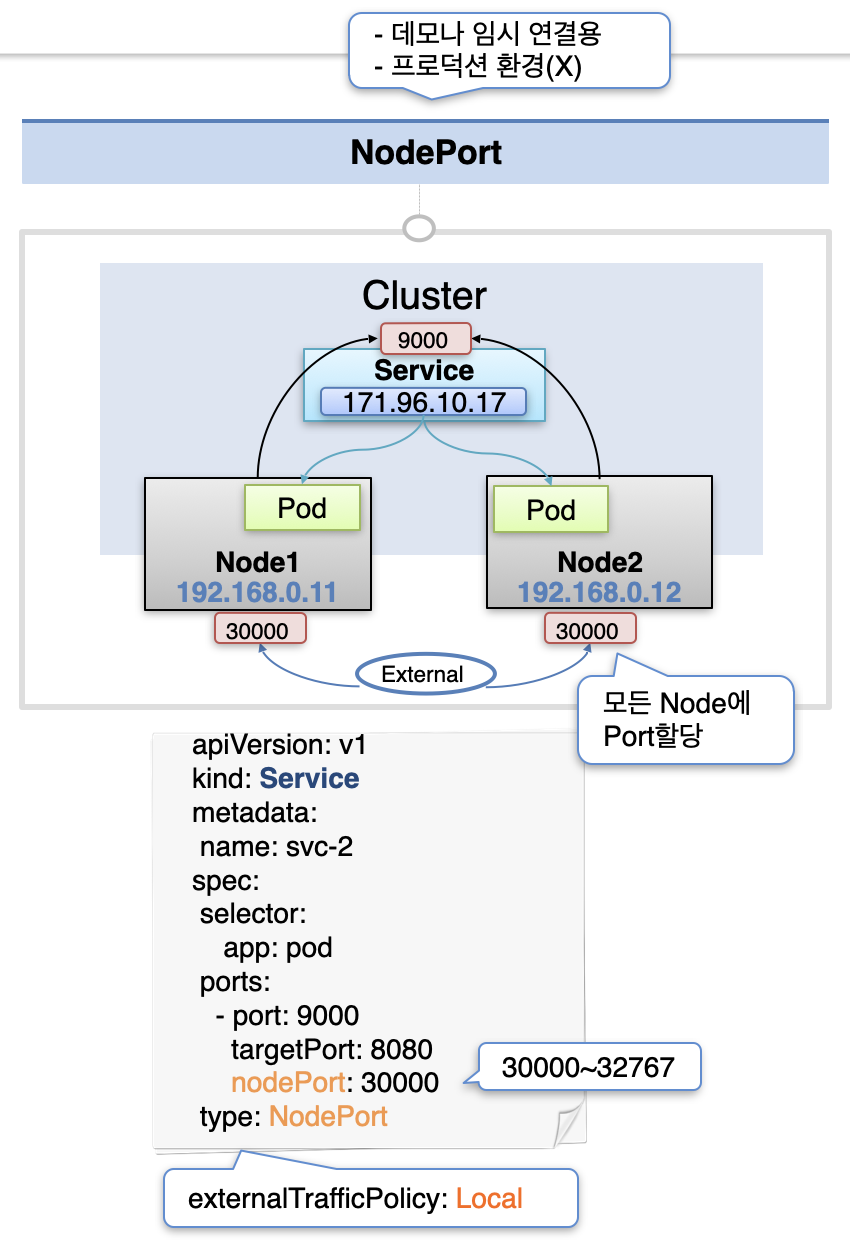 - 데모나 임시 연결용
- 프로덕션 환경(X)
NodePort
Cluster
9000
Service
171.96.10.17
Pod
Pod
Node1
Node2
192.168.0.11
192.168.0.12
30000
30000
External
모든 Node에
Port할당
apiVersion: v1
kind: Service
metadata:
name: svc-2
spec:
selector:
app: pod
ports:
- port: 9000
targetPort: 8080
nodePort: 30000
30000~32767
type: NodePort
externalTrafficPolicy: Local